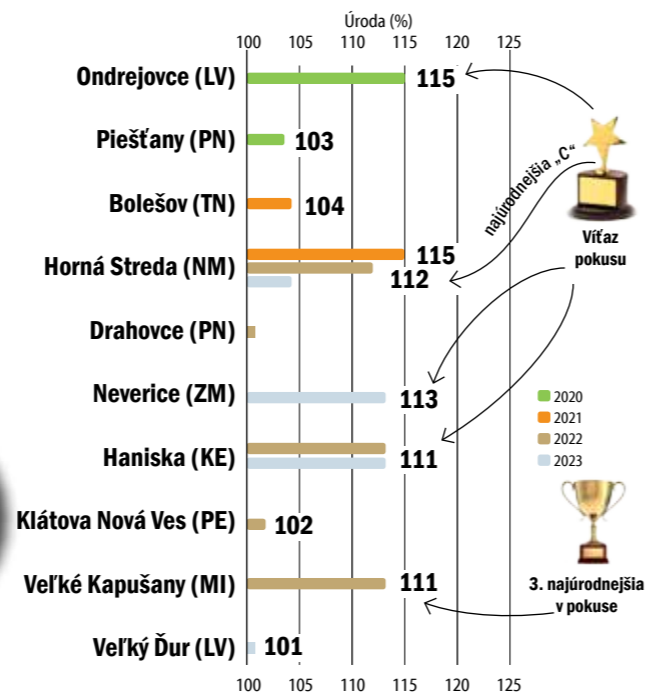 Úroda (%)
100 105 110 115 120 125
Ondrejovce (LV) 115
Piešťany (PN) 103
Bolešov (TN) 104
Horná Streda (NM) 115
112
Drahovce (PN)
Neverice (ZM) 113
Haniska (KE) 111
Klátova Nová Ves (PE) 102
Veľké Kapušany (MI) 111
Veľký Ďur (LV) 101
100 105 110 115 120 125
najúrodnejšia „C“
Víťaz
pokusu
2020
2021
2022
2023
3. najúrodnejšia
v pokuse